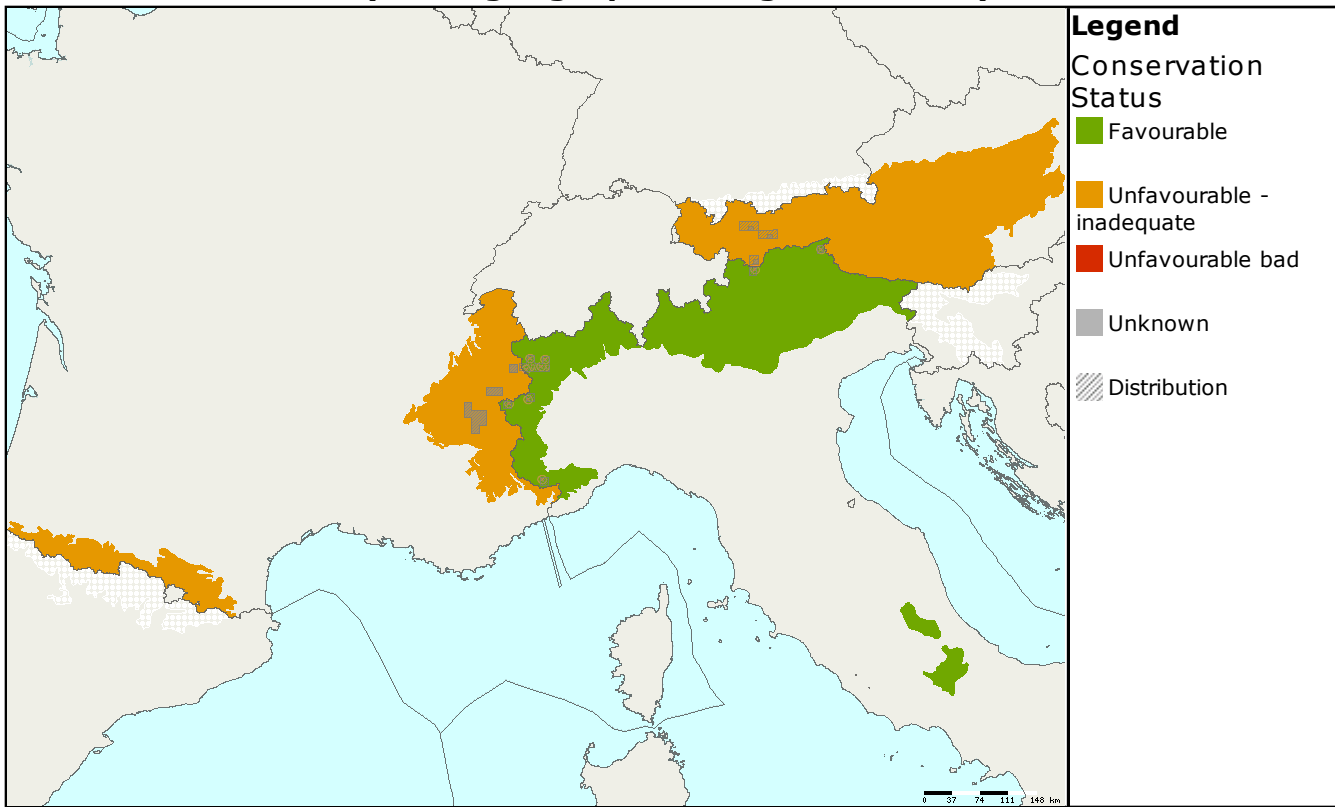 Legend
Conservation
Status
Favourable
Unfavourable -
inadequate
Unfavourable bad
Unknown
Distribution
0 37 74 111 148 km